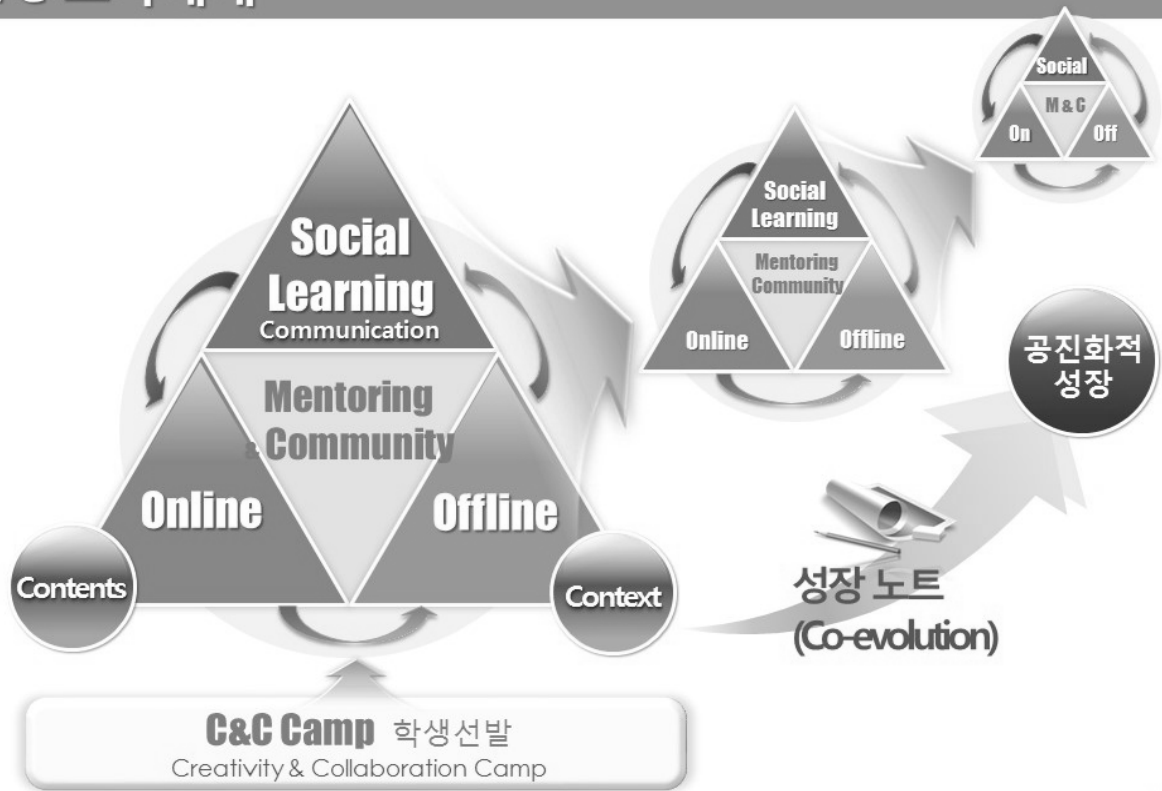 Social
M & C
On
Off
Social
Learning
Mentoring
Community
Online
Offline
Social
Learning
Communication
Mentoring
& Community
Online
Offline
Contents
Context
공진화적
성장
성장 노트
(Co-evolution)
C&C Camp 학생선발
Creativity & Collaboration Camp